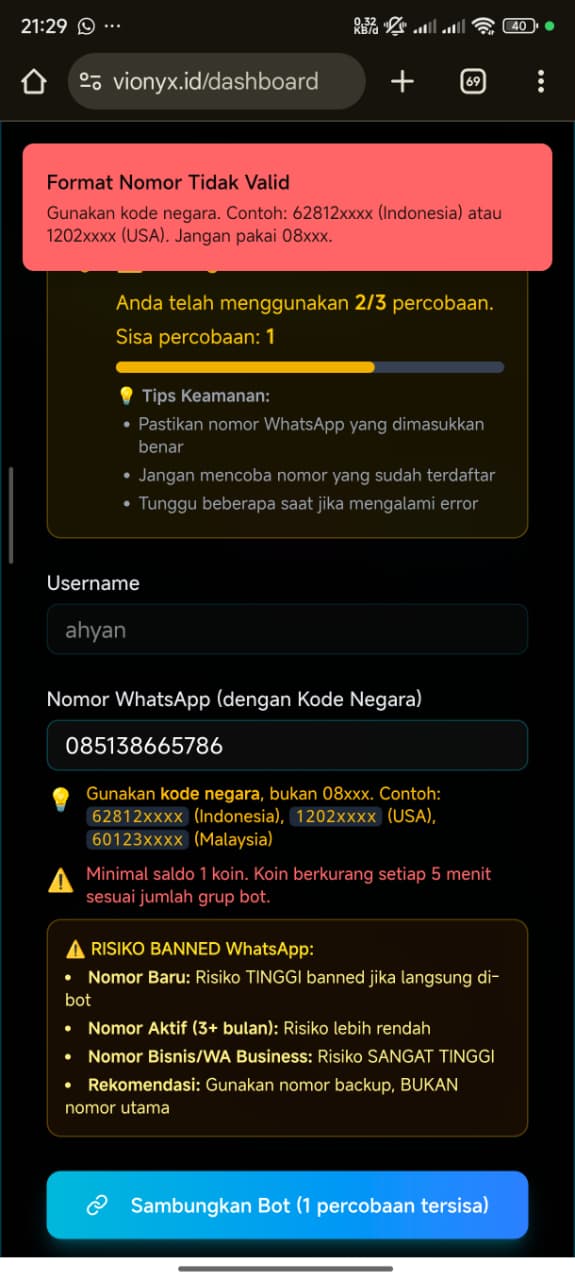 21:29 ...
0,32 KB/d 40
vionyx.id/dashboard 69
Format Nomor Tidak Valid
Gunakan kode negara. Contoh: 62812xxxx (Indonesia) atau
1202xxxx (USA). Jangan pakai 08xxx.
Anda telah menggunakan 2/3 percobaan.
Sisa percobaan: 1
💡 Tips Keamanan:
• Pastikan nomor WhatsApp yang dimasukkan
benar
• Jangan mencoba nomor yang sudah terdaftar
• Tunggu beberapa saat jika mengalami error
Username
ahyan
Nomor WhatsApp (dengan Kode Negara)
085138665786
💡 Gunakan kode negara, bukan 08xxx. Contoh:
62812xxxx (Indonesia), 1202xxxx (USA),
60123xxxx (Malaysia)
⚠️ Minimal saldo 1 koin. Koin berkurang setiap 5 menit
sesuai jumlah grup bot.
⚠️ RISIKO BANNED WhatsApp:
• Nomor Baru: Risiko TINGGI banned jika langsung di-
bot
• Nomor Aktif (3+ bulan): Risiko lebih rendah
• Nomor Bisnis/WA Business: Risiko SANGAT TINGGI
• Rekomendasi: Gunakan nomor backup, BUKAN
nomor utama
Sambungkan Bot (1 percobaan tersisa)